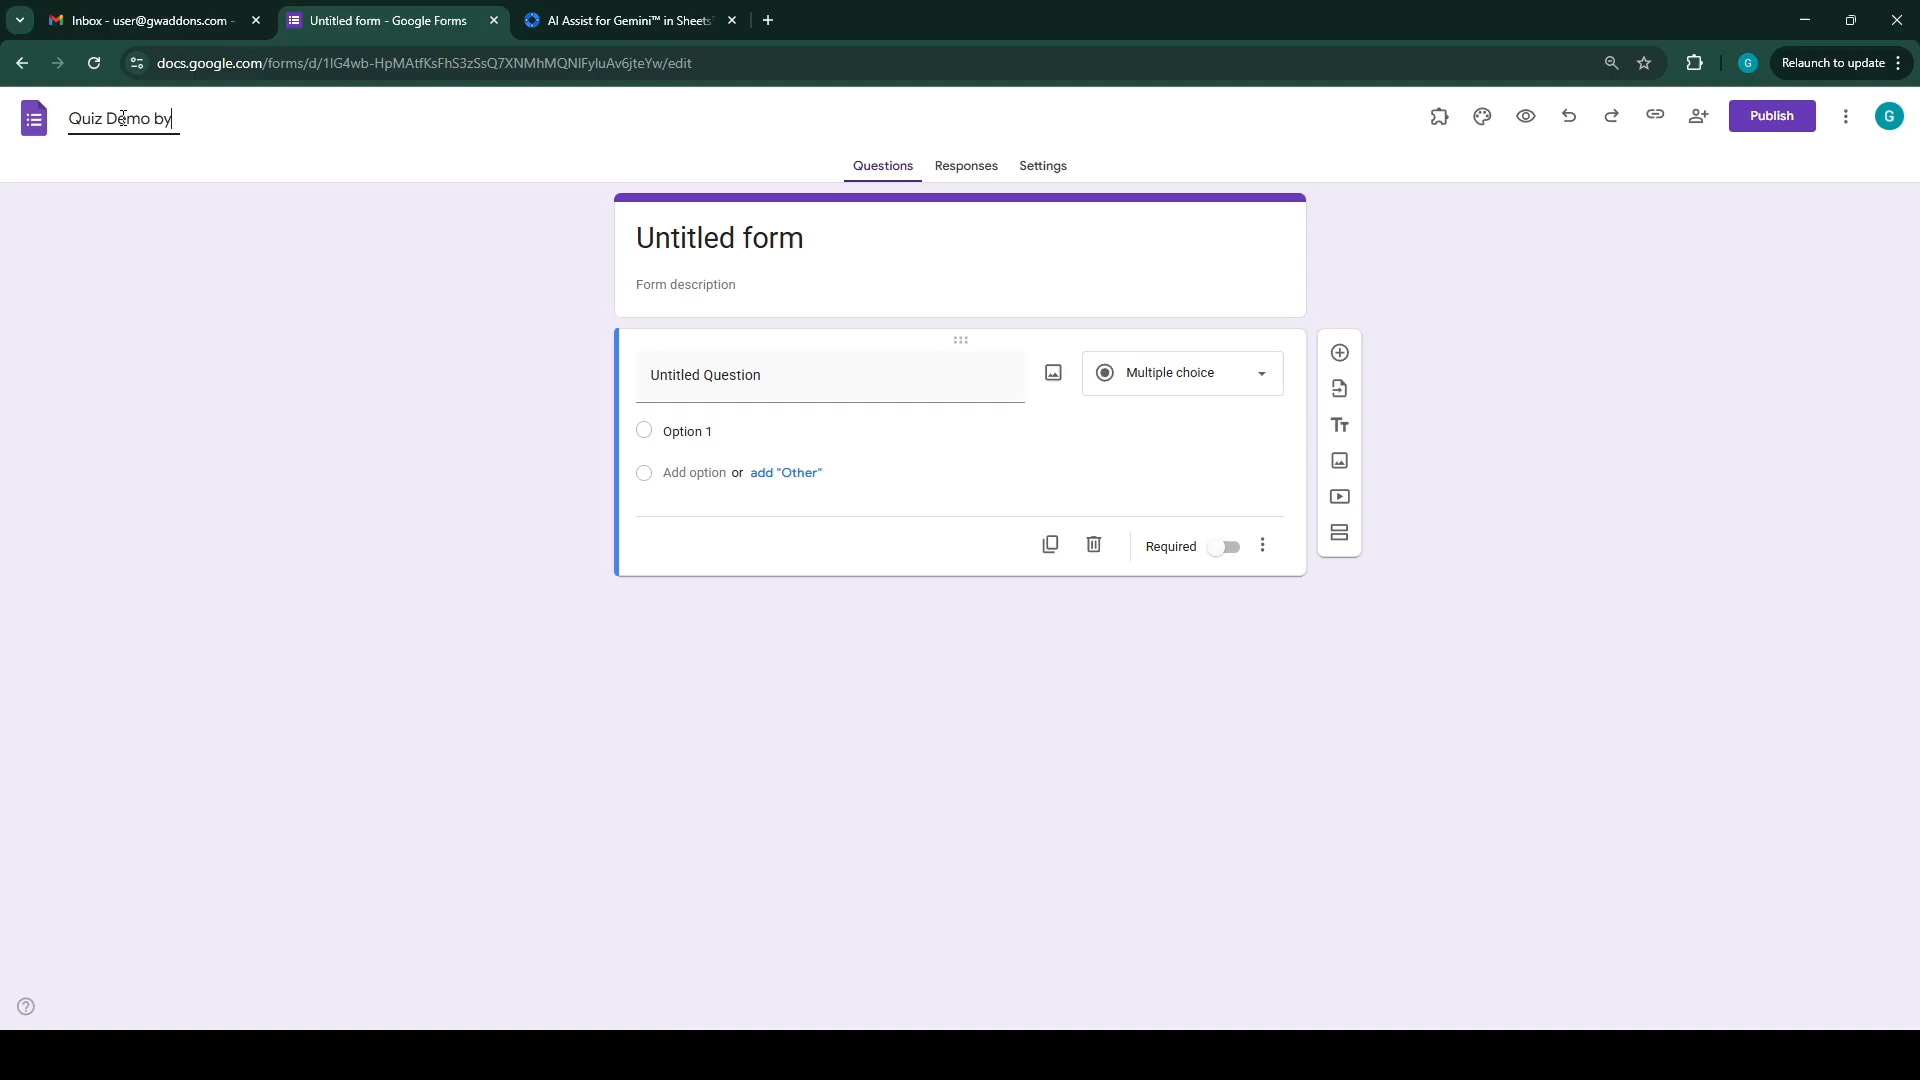 Inbox - user@gwaddons.com -
Untitled form - Google Forms
AI Assist for Gemini™ in Sheets
docs.google.com/forms/d/1IG4wb-HpMAtfKsFhS3zSsQ7XNMhMQNIFyluAv6jteYw/edit
G
Relaunch to update
Quiz Demo by
Publish
G
Questions
Responses
Settings
Untitled form
Form description
Untitled Question
Multiple choice
Option 1
Add option or add "Other"
Required